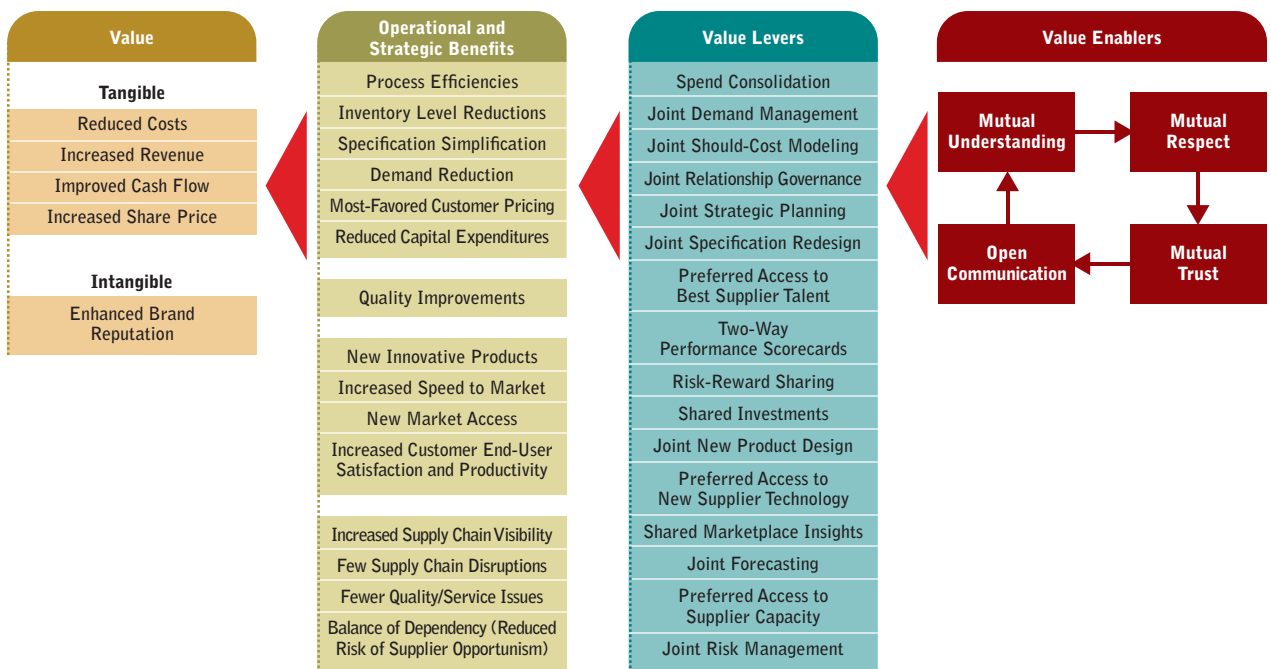 Value
Tangible
Reduced Costs
Increased Revenue
Improved Cash Flow
Increased Share Price
Intangible
Enhanced Brand
Reputation
Operational and
Strategic Benefits
Process Efficiencies
Inventory Level Reductions
Specification Simplification
Demand Reduction
Most-Favored Customer Pricing
Reduced Capital Expenditures
Quality Improvements
New Innovative Products
Increased Speed to Market
New Market Access
Increased Customer End-User
Satisfaction and Productivity
Increased Supply Chain Visibility
Few Supply Chain Disruptions
Fewer Quality/Service Issues
Balance of Dependency (Reduced
Risk of Supplier Opportunism)
Value Levers
Spend Consolidation
Joint Demand Management
Joint Should-Cost Modeling
Joint Relationship Governance
Joint Strategic Planning
Joint Specification Redesign
Preferred Access to
Best Supplier Talent
Two-Way
Performance Scorecards
Risk-Reward Sharing
Shared Investments
Joint New Product Design
Preferred Access to
New Supplier Technology
Shared Marketplace Insights
Joint Forecasting
Preferred Access to
Supplier Capacity
Joint Risk Management
Value Enablers
Mutual
Understanding
Mutual
Respect
Open
Communication
Mutual
Trust